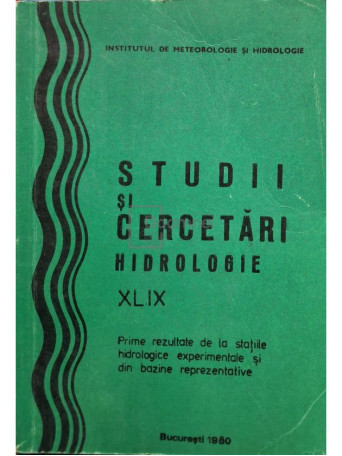 INSTITUTUL DE METEOROLOGIE ȘI HIDROLOGIE
STUDII
ȘI
CERCETĂRI
HIDROLOGIE
XLIX
Prime rezultate de la stațiile
hidrologice experimentale și
din bazine reprezentative
București 1980